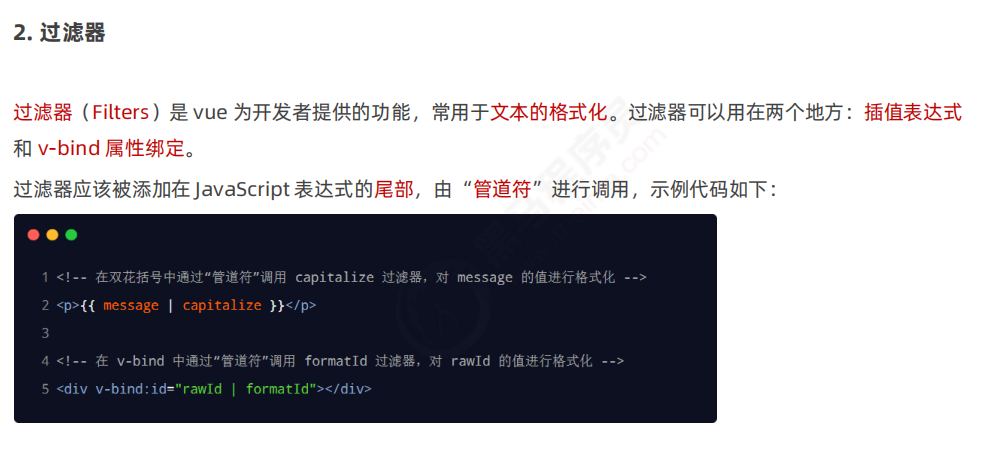 2. 过滤器
过滤器（Filters）是 vue 为开发者提供的功能，常用于文本的格式化。过滤器可以用在两个地方：插值表达式
和 v-bind 属性绑定。
过滤器应该被添加在 JavaScript 表达式的尾部，由“管道符”进行调用，示例代码如下：
1 <!-- 在双花括号中通过“管道符”调用 capitalize 过滤器，对 message 的值进行格式化 -->
2 <p>{{ message | capitalize }}</p>
3
4 <!-- 在 v-bind 中通过“管道符”调用 formatId 过滤器，对 rawId 的值进行格式化 -->
5 <div v-bind:id="rawId | formatId"></div>